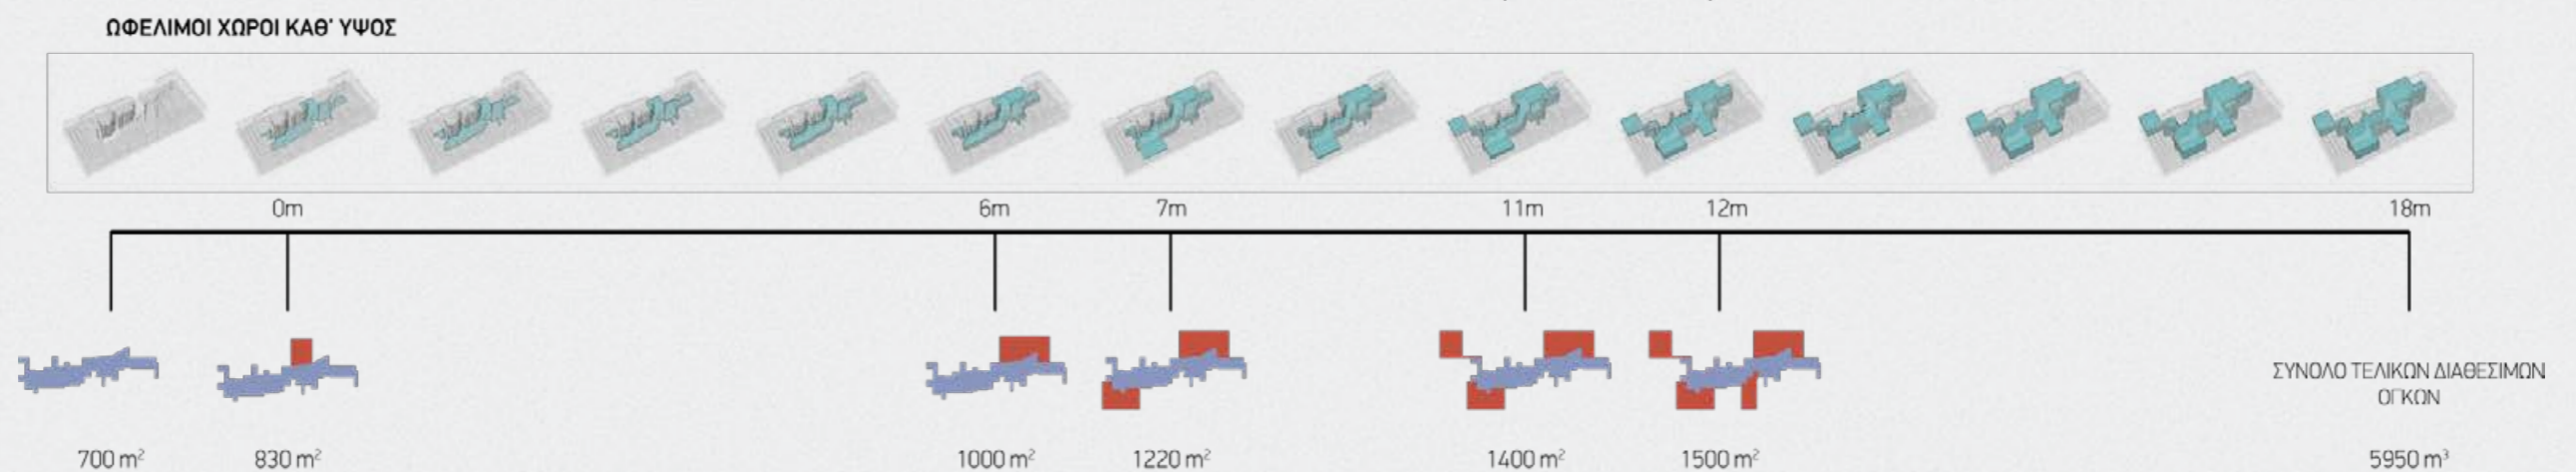 ΩΦΕΛΙΜΟΙ ΧΩΡΟΙ ΚΑΘ' ΥΨΟΣ
0m
6m
7m
11m
12m
18m
ΣΥΝΟΛΟ ΤΕΛΙΚΩΝ ΔΙΑΘΕΣΙΜΩΝ
ΟΓΚΩΝ
700 m²
830 m²
1000 m²
1220 m²
1400 m²
1500 m²
5950 m³